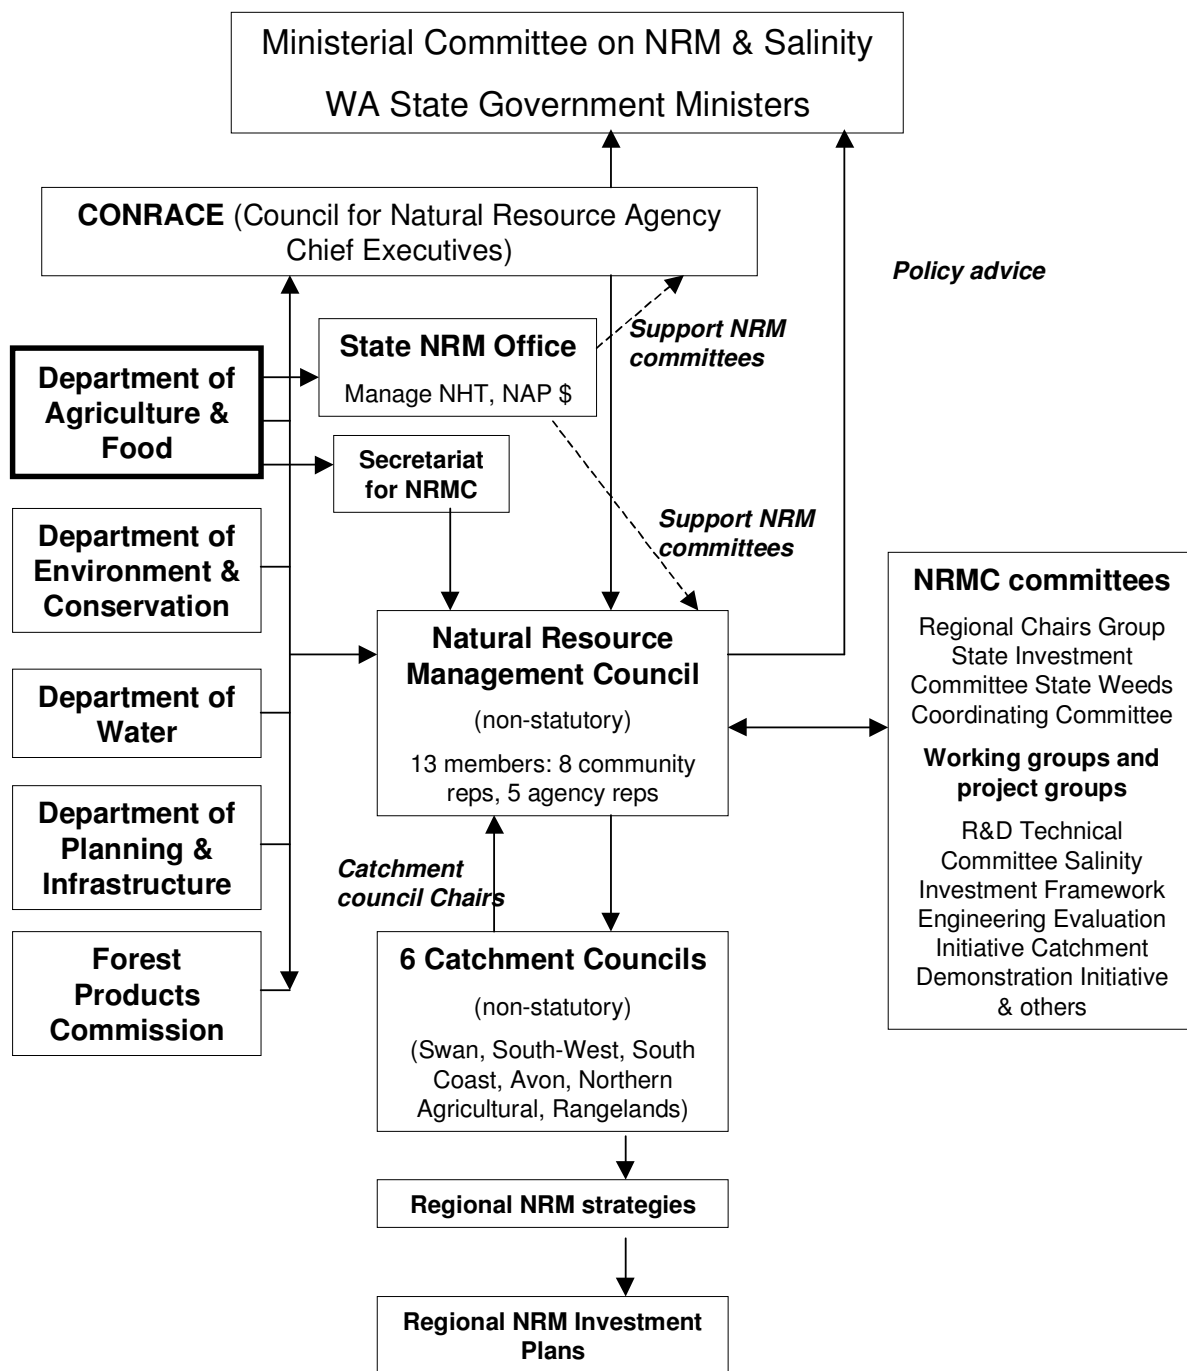 Ministerial Committee on NRM & Salinity
WA State Government Ministers
CONRACE (Council for Natural Resource Agency
Chief Executives)
Policy advice
State NRM Office
Manage NHT, NAP $
Support NRM
committees
Department of
Agriculture &
Food
Secretariat
for NRMC
Support NRM
committees
Department of
Environment &
Conservation
Natural Resource
Management Council
(non-statutory)
13 members: 8 community
reps, 5 agency reps
NRMC committees
Regional Chairs Group
State Investment
Committee State Weeds
Coordinating Committee
Working groups and
project groups
R&D Technical
Committee Salinity
Investment Framework
Engineering Evaluation
Initiative Catchment
Demonstration Initiative
& others
Department of
Water
Department of
Planning &
Infrastructure
Catchment
council Chairs
Forest
Products
Commission
6 Catchment Councils
(non-statutory)
(Swan, South-West, South
Coast, Avon, Northern
Agricultural, Rangelands)
Regional NRM strategies
Regional NRM Investment
Plans